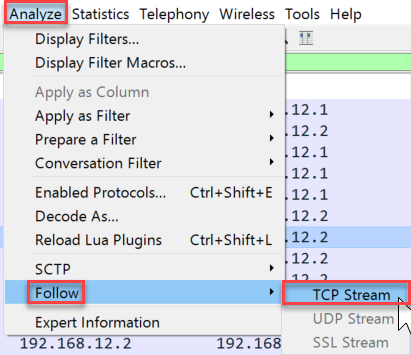 Analyze Statistics Telephony Wireless Tools Help
Display Filters...
Display Filter Macros...
Apply as Column
Apply as Filter
.12.1
Prepare a Filter
.12.2
Conversation Filter
.12.1
.12.1
Enabled Protocols... Ctrl+Shift+E
.12.1
Decode As...
.12.2
Reload Lua Plugins Ctrl+Shift+L
.12.2
SCTP
.12.2
Follow
.12.2
TCP Stream
Expert Information
UDP Stream
192.168.12.2 192.168
SSL Stream